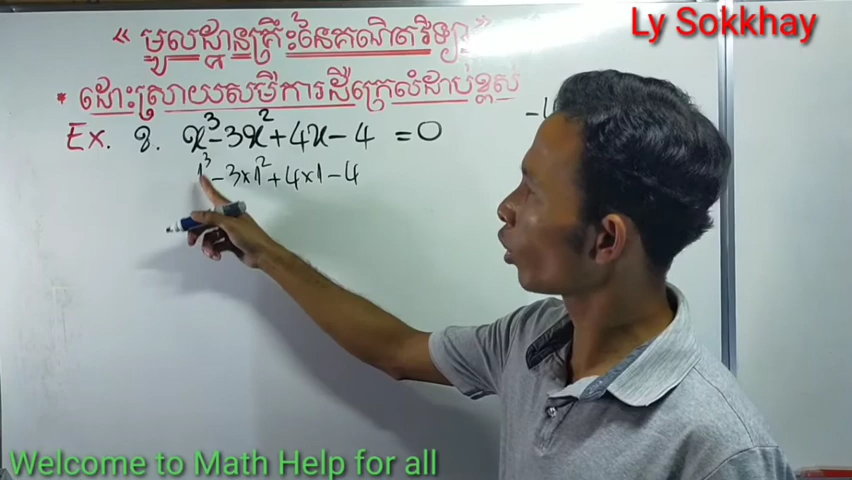 Ly Sokkhay
« មូលដ្ឋានគ្រឹះនៃគណិតវិទ្យា
* ដោះស្រាយសមីការដឺក្រេលំដាប់ខ្ពស់
Ex. 8. x³-3x²+4x-4 =0
1³-3×1²+4×1-4
Welcome to Math Help for all